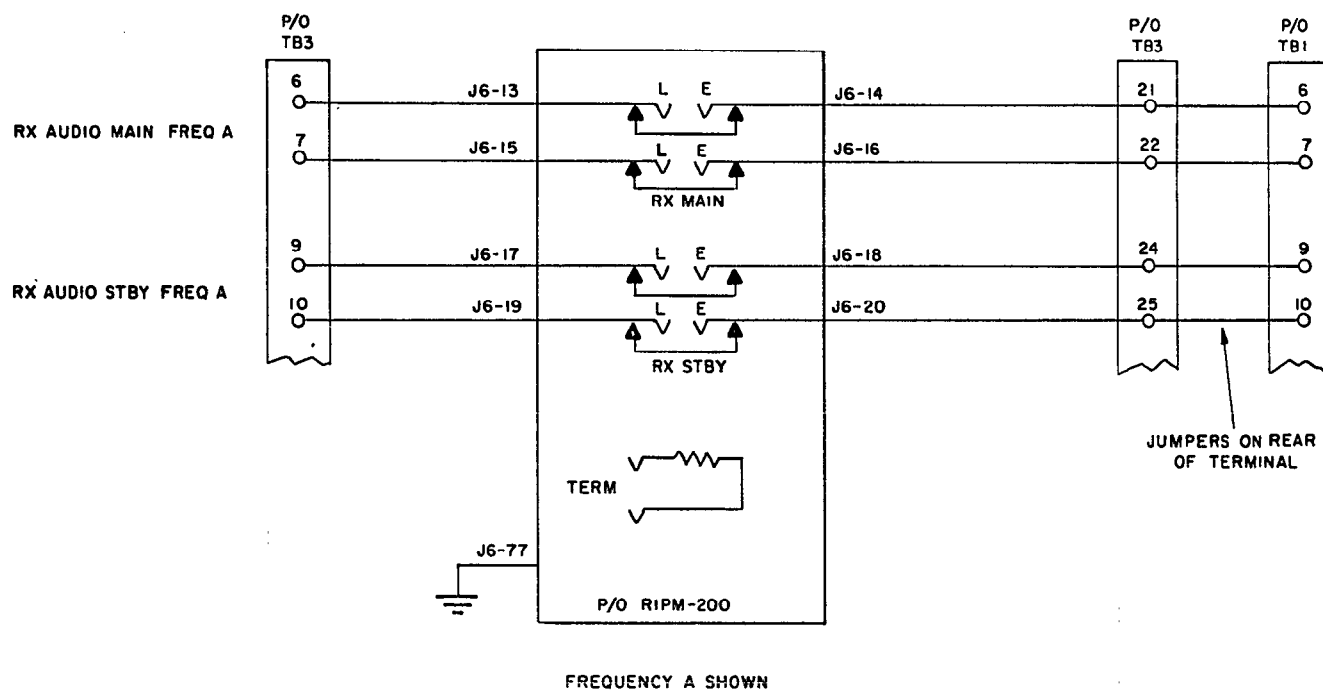 P/O
TB3
P/O
TB3
P/O
TB1
6
J6-13
L E
J6-14
21
6
RX AUDIO MAIN FREQ A
7
J6-15
L E
J6-16
22
7
RX MAIN
9
J6-17
L E
J6-18
24
9
RX AUDIO STBY FREQ A
10
J6-19
L E
J6-20
25
10
RX STBY
JUMPERS ON REAR
OF TERMINAL
TERM
J6-77
P/O RIPM-200
FREQUENCY A SHOWN